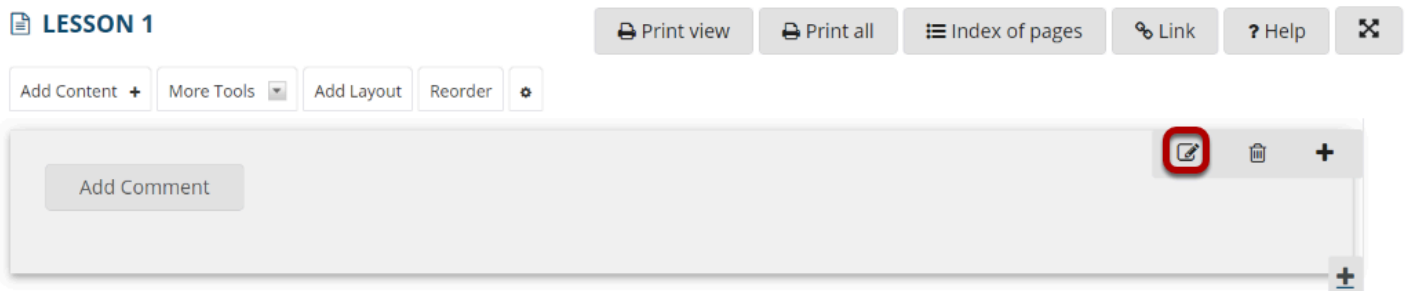 LESSON 1
Print view
Print all
Index of pages
Link
? Help
Add Content +
More Tools
Add Layout
Reorder
Add Comment